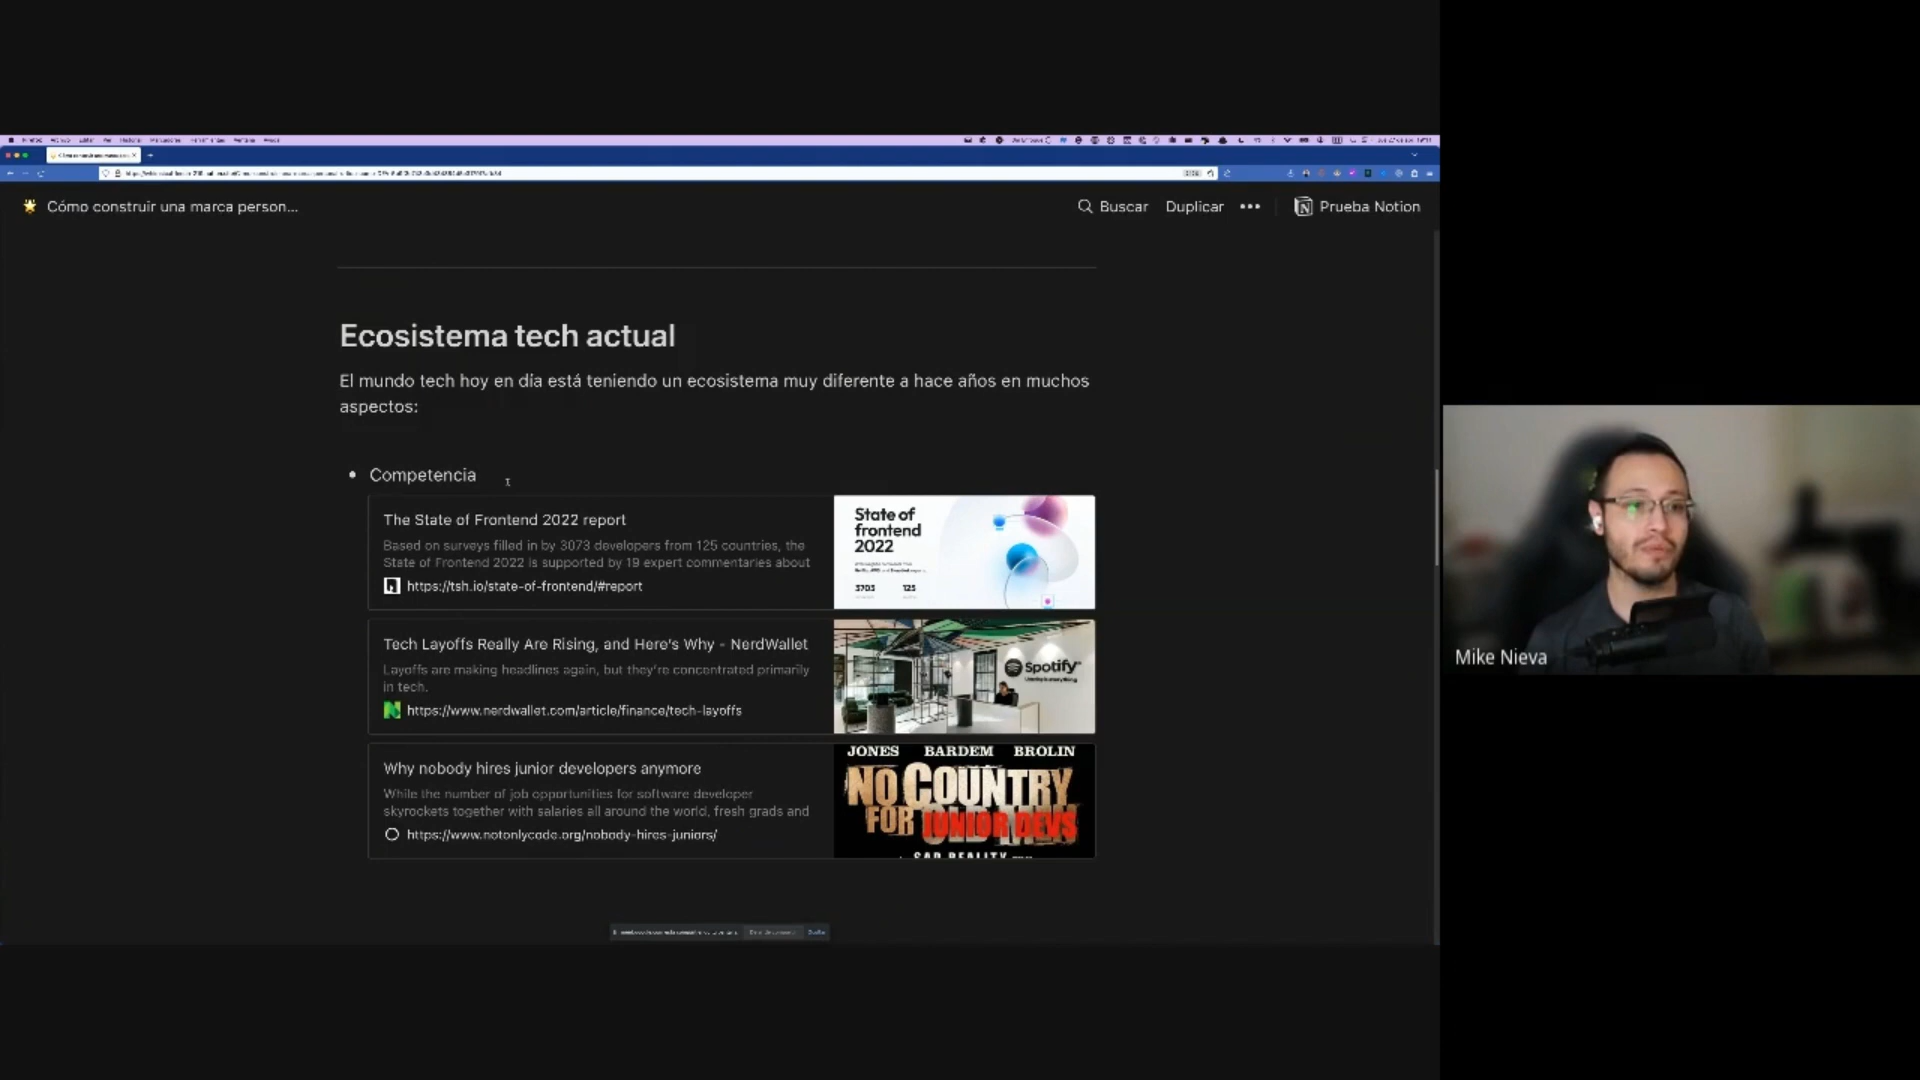 Cómo construir una marca person...
Buscar
Duplicar
Prueba Notion
Ecosistema tech actual
El mundo tech hoy en día está teniendo un ecosistema muy diferente a hace años en muchos
aspectos:
Competencia
The State of Frontend 2022 report
Based on surveys filled in by 3073 developers from 125 countries, the
State of Frontend 2022 is supported by 19 expert commentaries about
https://tsh.io/state-of-frontend/#report
State of
frontend
2022
3703
125
Tech Layoffs Really Are Rising, and Here's Why - NerdWallet
Layoffs are making headlines again, but they're concentrated primarily
in tech.
https://www.nerdwallet.com/article/finance/tech-layoffs
Spotify
Why nobody hires junior developers anymore
While the number of job opportunities for software developer
skyrockets together with salaries all around the world, fresh grads and
https://www.notonlycode.org/nobody-hires-juniors/
JONES BARDEM BROLIN
NO COUNTRY
FOR JUNIOR DEVS
Mike Nieva